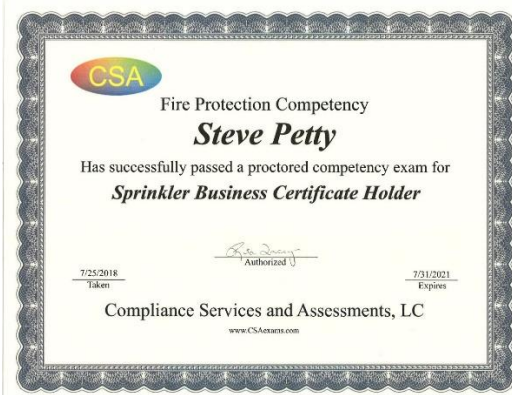 CSA
Fire Protection Competency
Steve Petty
Has successfully passed a proctored competency exam for
Sprinkler Business Certificate Holder
Authorized
7/25/2018
Taken
7/31/2021
Expires
Compliance Services and Assessments, LC
www.CSAexams.com